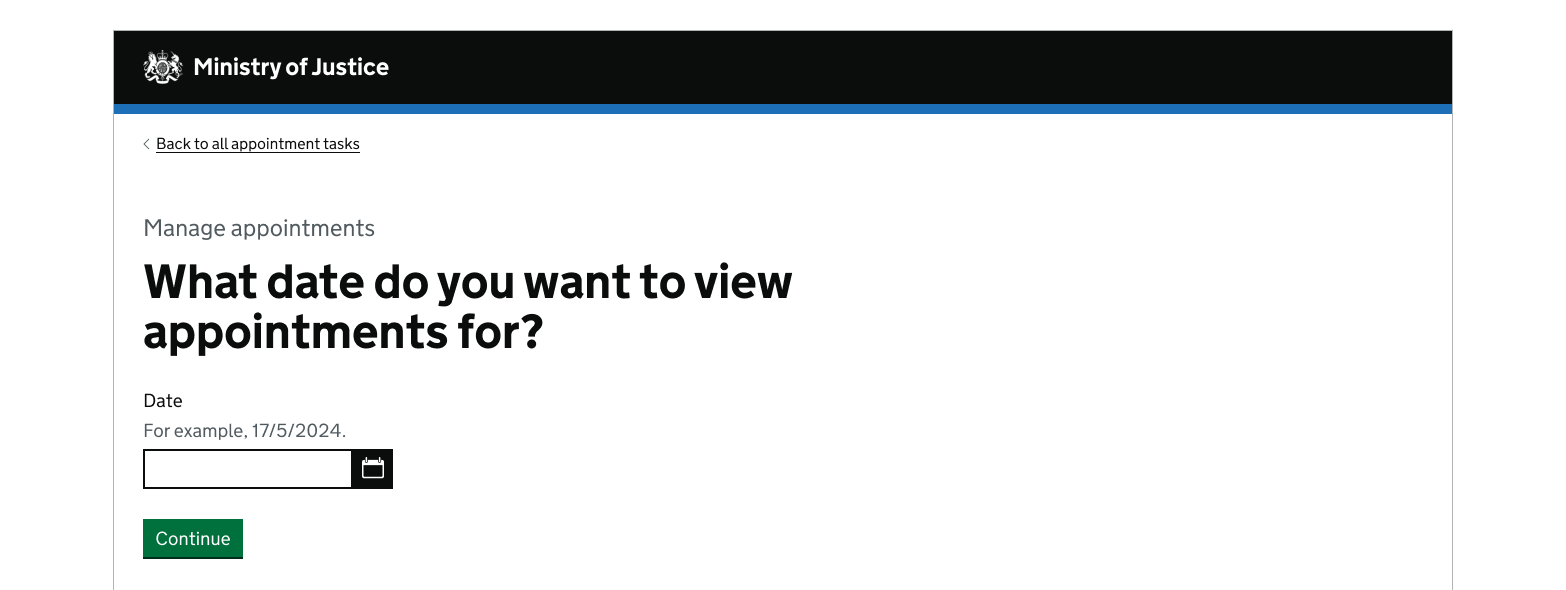 Ministry of Justice
Back to all appointment tasks
Manage appointments
What date do you want to view
appointments for?
Date
For example, 17/5/2024.
Continue